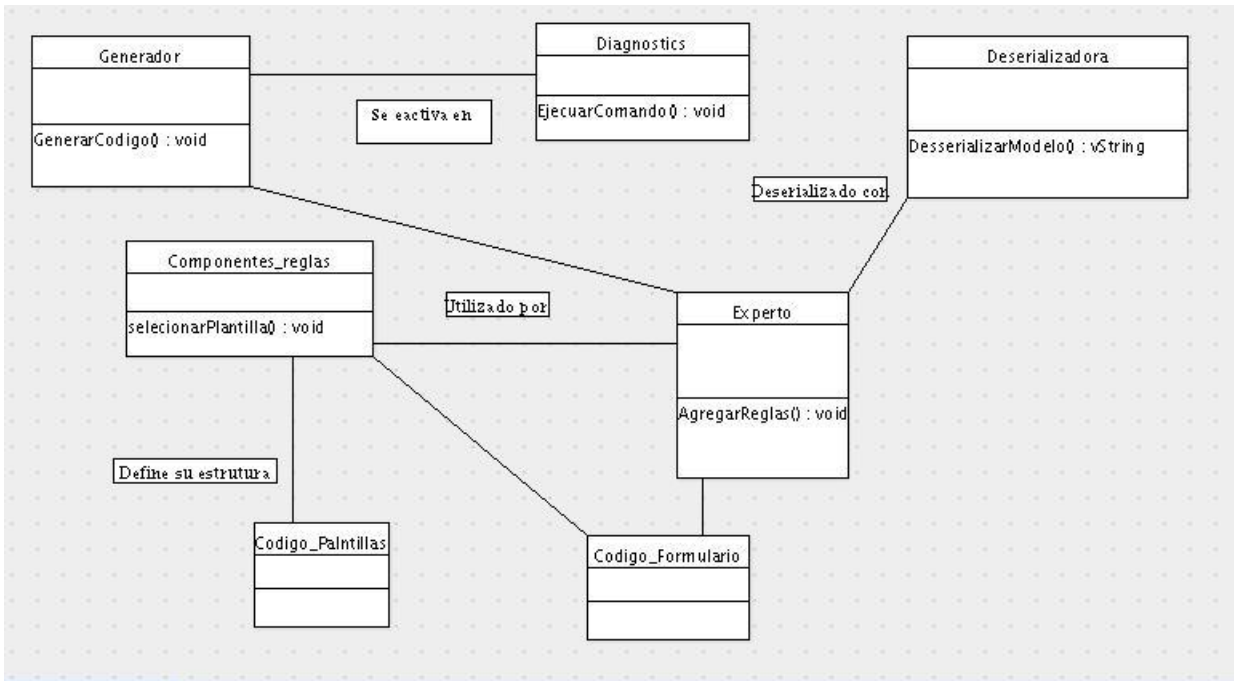 Generador
GenerarCodigo() : void
Se eactiva en
Diagnostics
EjecuarComando() : void
Deserializadora
DesserializarModelo() : vString
Deserializado con
Componentes_reglas
selecionarPlantilla() : void
Utilizado por
Experto
AgregarReglas() : void
Define su estrutura
Codigo_Palntillas
Codigo_Formulario